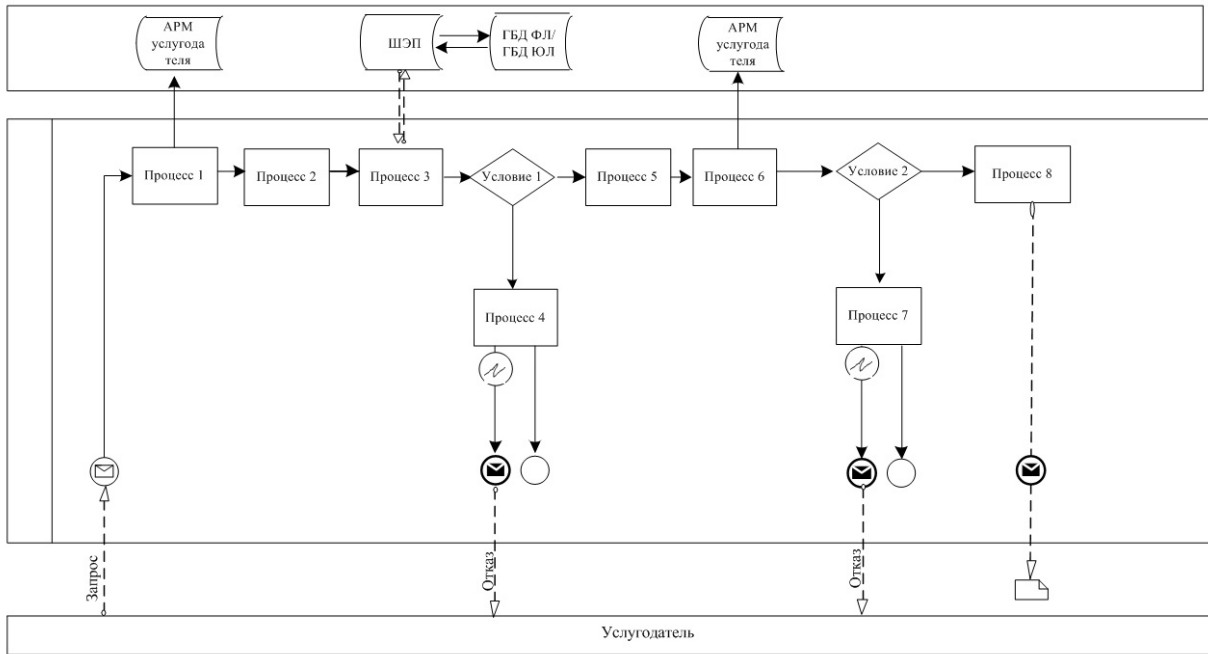 АРМ
услугода
теля
ШЭП
ГБД ФЛ/
ГБД ЮЛ
АРМ
услугода
теля
Процесс 1
Процесс 2
Процесс 3
Условие 1
Процесс 5
Процесс 6
Условие 2
Процесс 8
Процесс 4
Процесс 7
Запрос
Отказ
Отказ
Услугодатель